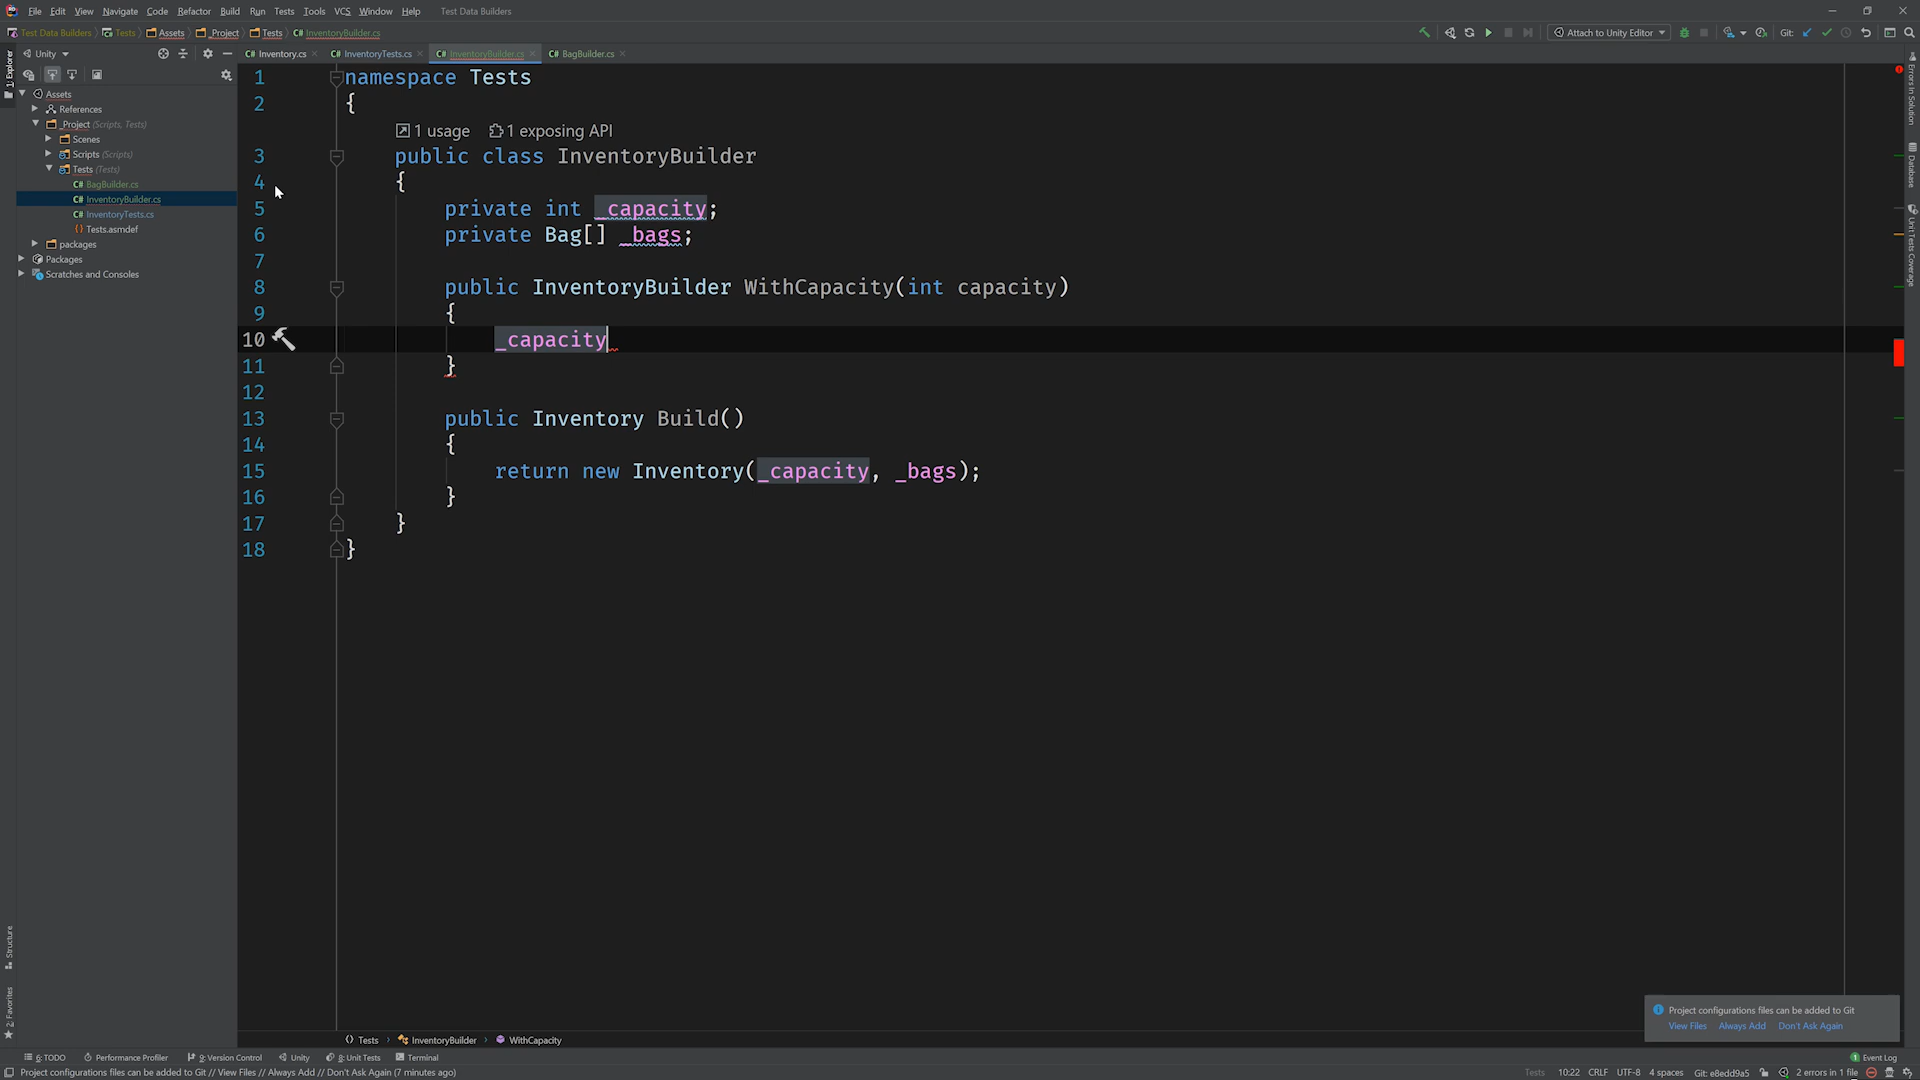 File Edit View Navigate Code Refactor Build Run Tests Tools VCS Window Help Test Data Builders
Test Data Builders Tests Assets _Project Tests C# InventoryBuilder.cs
Attach to Unity Editor Git:
Unity
C# Inventory.cs C# InventoryTests.cs C# InventoryBuilder.cs C# BagBuilder.cs
1: Explorer
Assets
References
_Project (Scripts, Tests)
Scenes
Scripts (Scripts)
Tests (Tests)
C# BagBuilder.cs
C# InventoryBuilder.cs
C# InventoryTests.cs
Tests.asmdef
packages
Packages
Scratches and Consoles
1 namespace Tests
2 {
1 usage 1 exposing API
3 public class InventoryBuilder
4 {
5 private int _capacity;
6 private Bag[] _bags;
7
8 public InventoryBuilder WithCapacity(int capacity)
9 {
10 _capacity
11 }
12
13 public Inventory Build()
14 {
15 return new Inventory(_capacity, _bags);
16 }
17 }
18 }
Errors In Solution
Database
Unit Tests Coverage
Structure
2: Favorites
Project configurations files can be added to Git
View Files Always Add Don't Ask Again
Tests InventoryBuilder WithCapacity
6: TODO Performance Profiler 9: Version Control Unity 8: Unit Tests Terminal 1 Event Log
Project configurations files can be added to Git // View Files // Always Add // Don't Ask Again (7 minutes ago) Tests 10:22 CRLF UTF-8 4 spaces Git: e8edd9a5 2 errors in 1 file